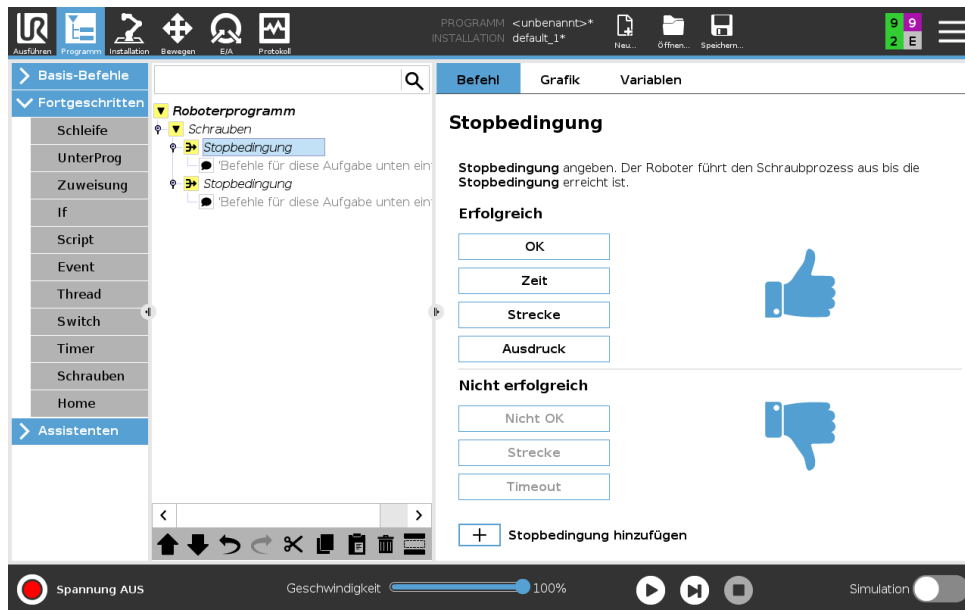 PROGRAMM <unbenannt>*
INSTALLATION default_1*
Ausführen Programm Installation Bewegen E/A Protokoll
Neu... öffnen... Speichern...
9 9
2 E
Basis-Befehle
Fortgeschritten
Schleife
UnterProg
Zuweisung
If
Script
Event
Thread
Switch
Timer
Schrauben
Home
Assistenten
Roboterprogramm
Schrauben
Stopbedingung
'Befehle für diese Aufgabe unten ein
Stopbedingung
'Befehle für diese Aufgabe unten ein
Befehl Grafik Variablen
Stopbedingung
Stopbedingung angeben. Der Roboter führt den Schraubprozess aus bis die
Stopbedingung erreicht ist.
Erfolgreich
OK
Zeit
Strecke
Ausdruck
Nicht erfolgreich
Nicht OK
Strecke
Timeout
Stopbedingung hinzufügen
Spannung AUS
Geschwindigkeit 100%
Simulation